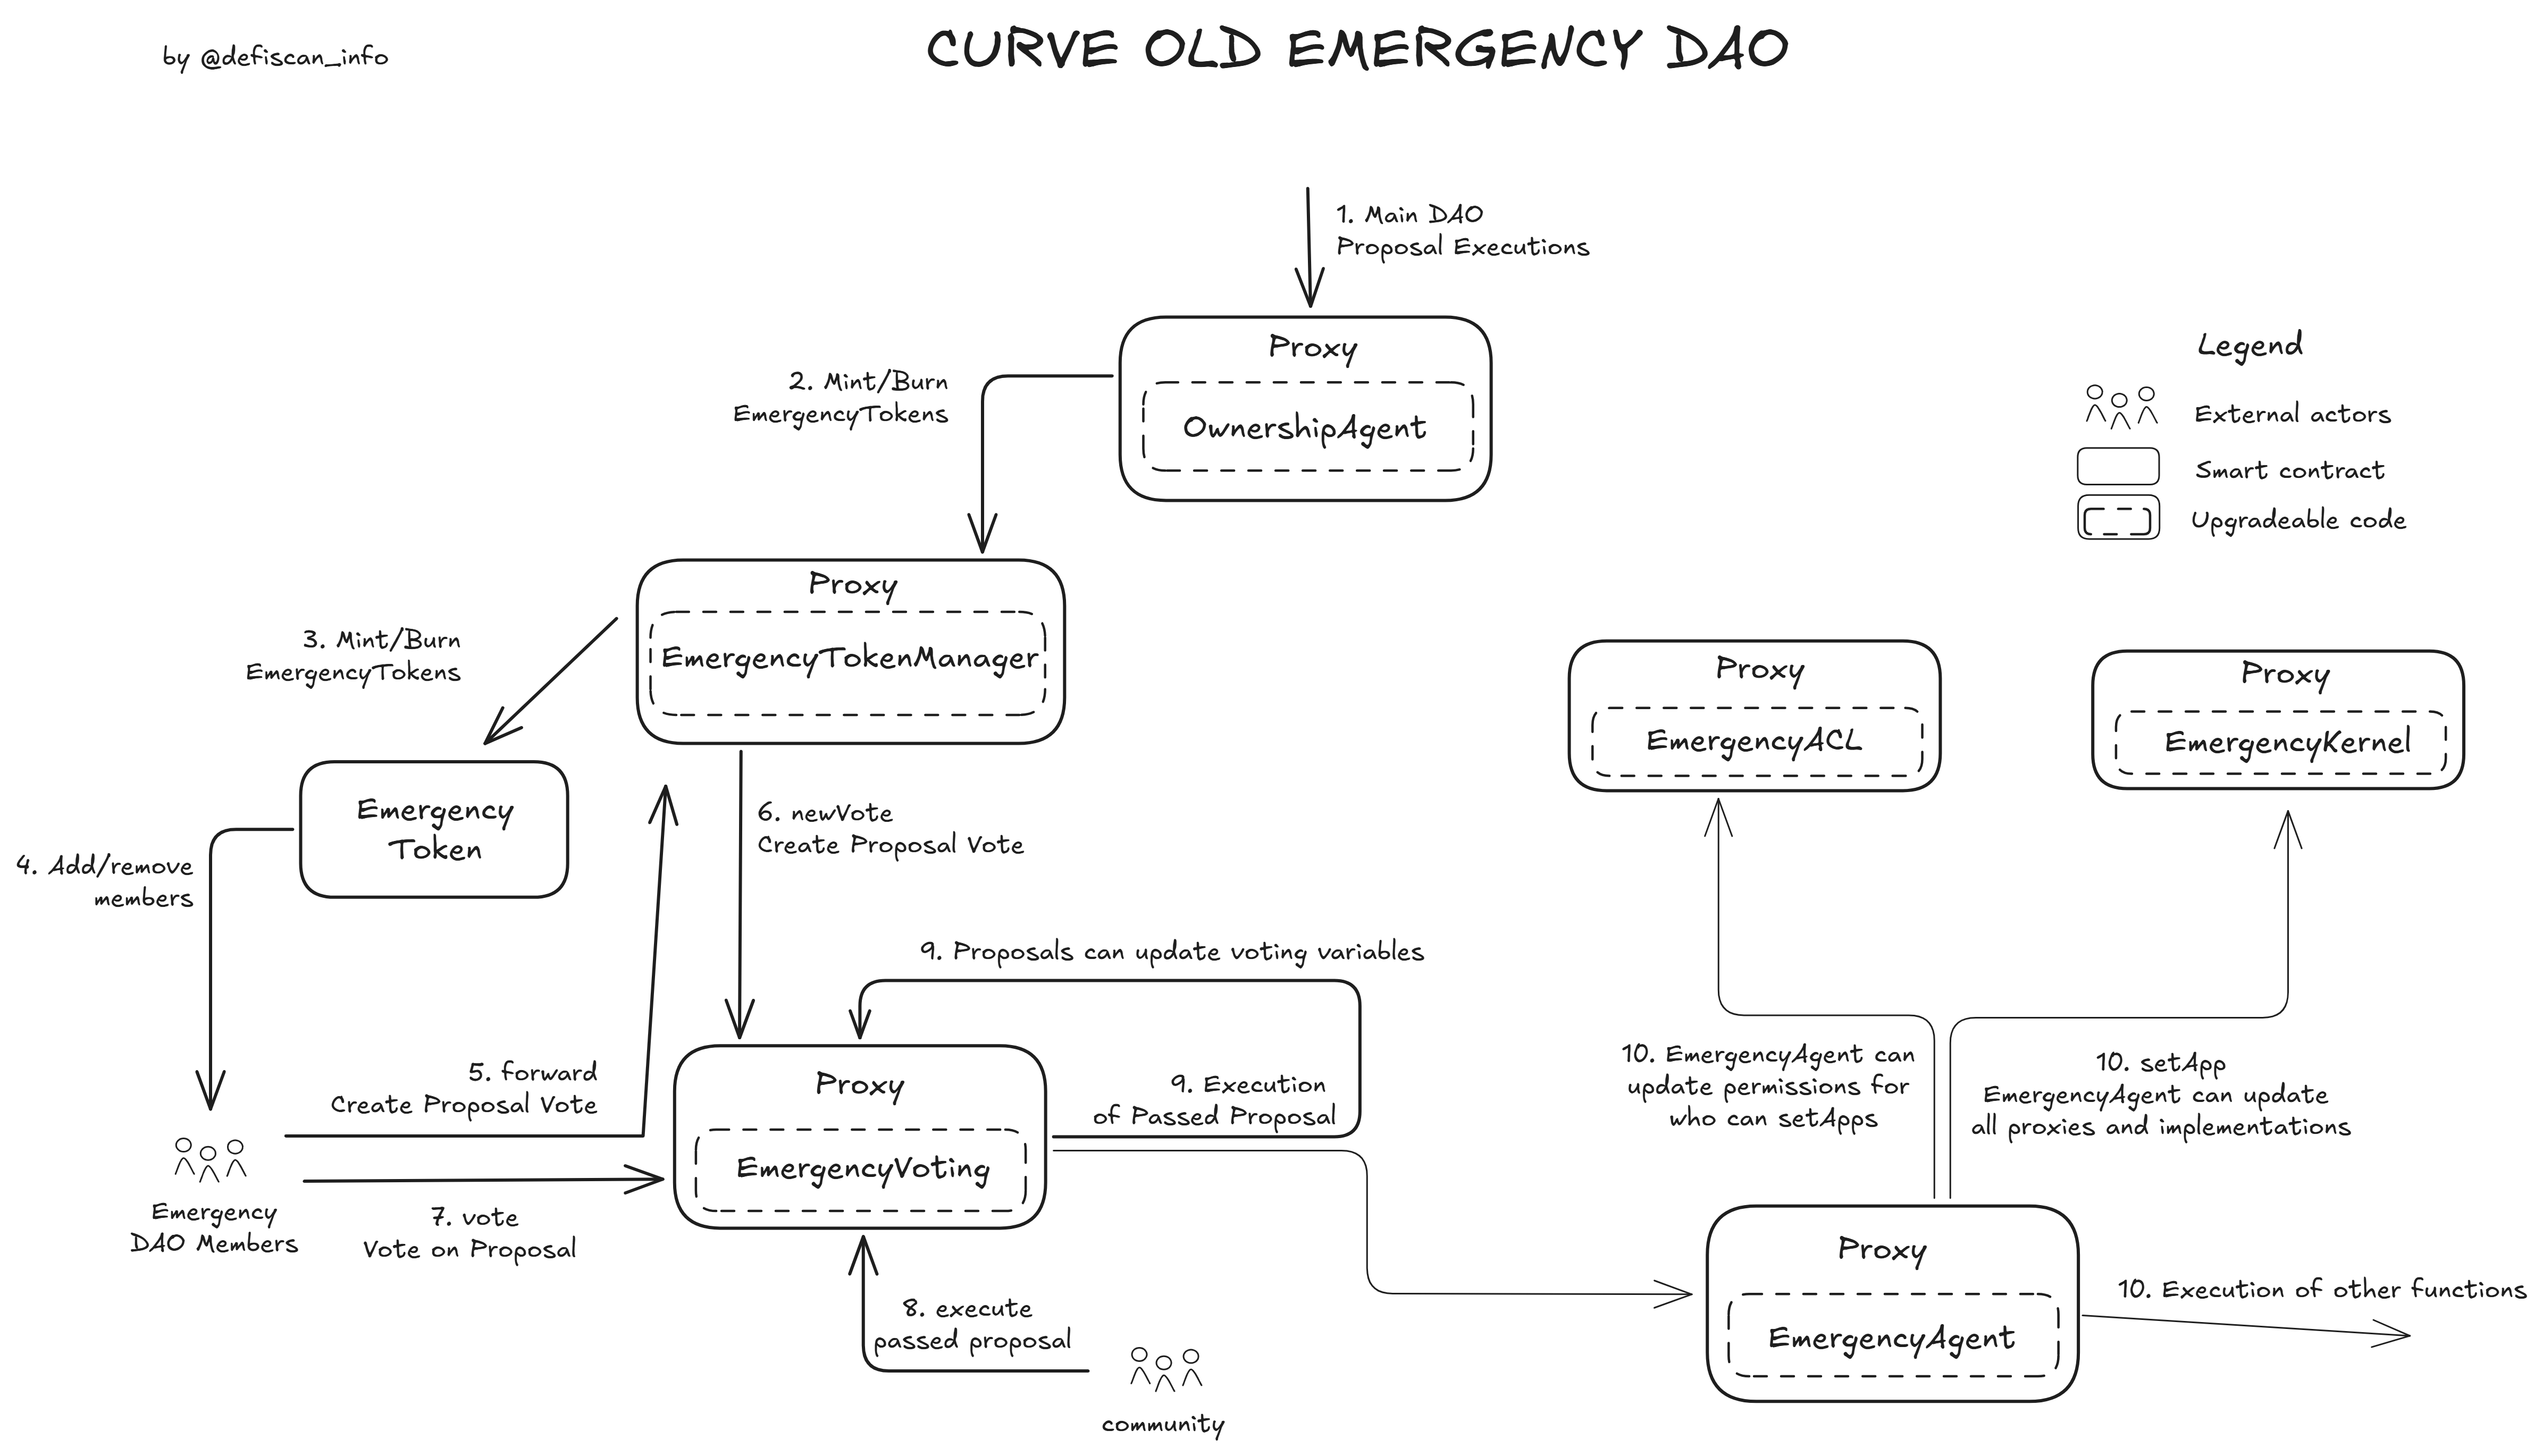 by @defiscan_info
CURVE OLD EMERGENCY DAO
1. Main DAO
Proposal Executions
Proxy
OwnershipAgent
2. Mint/Burn
EmergencyTokens
Legend
External actors
Smart contract
Upgradeable code
Proxy
EmergencyTokenManager
3. Mint/Burn
EmergencyTokens
Proxy
EmergencyACL
Proxy
EmergencyKernel
Emergency
Token
4. Add/remove
members
6. newVote
Create Proposal Vote
9. Proposals can update voting variables
5. forward
Create Proposal Vote
Proxy
EmergencyVoting
9. Execution
of Passed Proposal
10. EmergencyAgent can
update permissions for
who can setApps
10. setApp
EmergencyAgent can update
all proxies and implementations
Emergency
DAO Members
7. vote
Vote on Proposal
8. execute
passed proposal
community
Proxy
EmergencyAgent
10. Execution of other functions